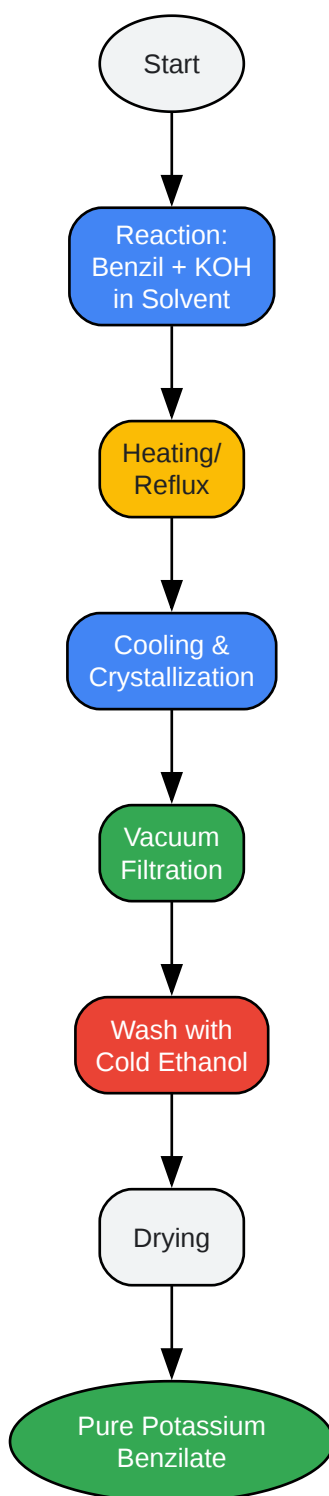 Start
Reaction:
Benzil + KOH
in Solvent
Heating/
Reflux
Cooling &
Crystallization
Vacuum
Filtration
Wash with
Cold Ethanol
Drying
Pure Potassium
Benzilate